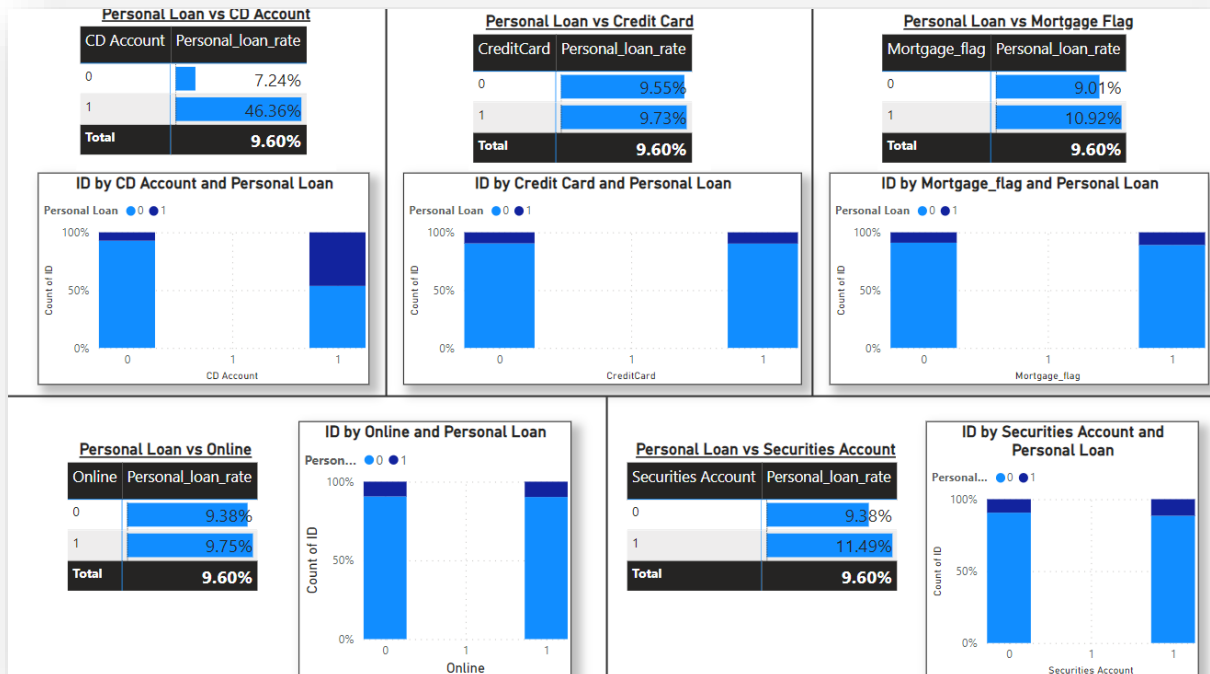 Personal Loan vs CD Account
CD Account Personal_loan_rate
0 7.24%
1 46.36%
Total 9.60%
ID by CD Account and Personal Loan
Personal Loan 0 1
100%
50%
0%
Count of ID
0 1 1
CD Account
Personal Loan vs Credit Card
CreditCard Personal_loan_rate
0 9.55%
1 9.73%
Total 9.60%
ID by Credit Card and Personal Loan
Personal Loan 0 1
100%
50%
0%
Count of ID
0 1 1
CreditCard
Personal Loan vs Mortgage Flag
Mortgage_flag Personal_loan_rate
0 9.01%
1 10.92%
Total 9.60%
ID by Mortgage_flag and Personal Loan
Personal Loan 0 1
100%
50%
0%
Count of ID
0 1 1
Mortgage_flag
Personal Loan vs Online
Online Personal_loan_rate
0 9.38%
1 9.75%
Total 9.60%
ID by Online and Personal Loan
Person... 0 1
100%
50%
0%
Count of ID
0 1 1
Online
Personal Loan vs Securities Account
Securities Account Personal_loan_rate
0 9.38%
1 11.49%
Total 9.60%
ID by Securities Account and
Personal Loan
Personal... 0 1
100%
50%
0%
Count of ID
0 1 1
Securities Account